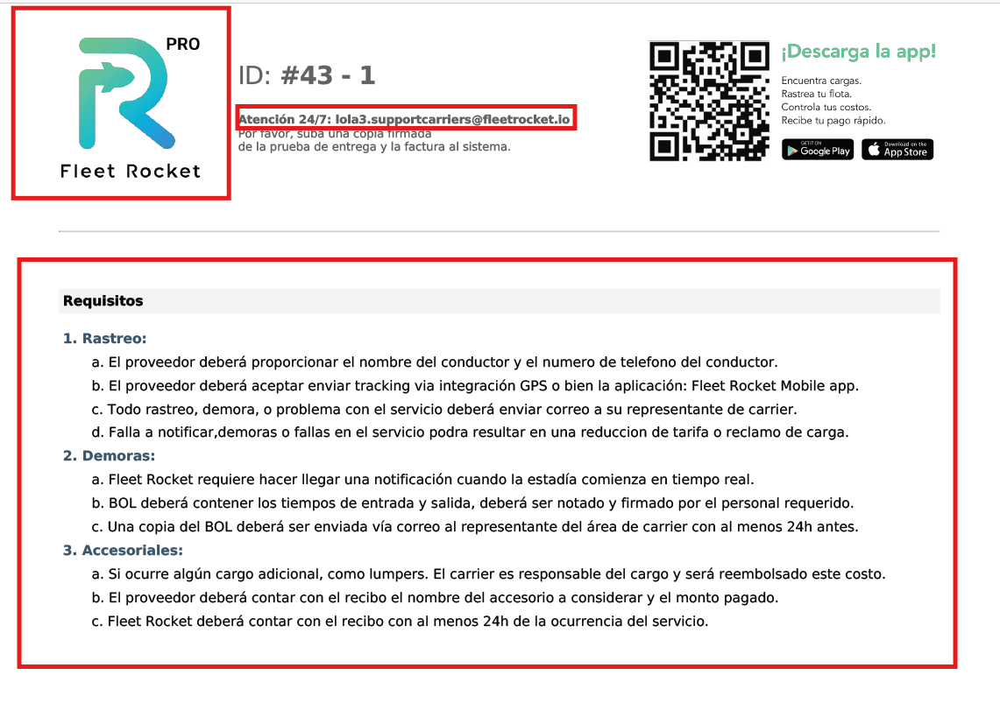 PRO
Fleet Rocket
ID: #43 - 1
Atención 24/7: lola3.supportcarriers@fleetrocket.io
Por favor, suba una copia firmada
de la prueba de entrega y la factura al sistema.
¡Descarga la app!
Encuentra cargas.
Rastrea tu flota.
Controla tus costos.
Recibe tu pago rápido.
GET IT ON
Google Play
Download on the
App Store
Requisitos
1. Rastreo:
a. El proveedor deberá proporcionar el nombre del conductor y el numero de telefono del conductor.
b. El proveedor deberá aceptar enviar tracking via integración GPS o bien la aplicación: Fleet Rocket Mobile app.
c. Todo rastreo, demora, o problema con el servicio deberá enviar correo a su representante de carrier.
d. Falla a notificar,demoras o fallas en el servicio podra resultar en una reduccion de tarifa o reclamo de carga.
2. Demoras:
a. Fleet Rocket requiere hacer llegar una notificación cuando la estadía comienza en tiempo real.
b. BOL deberá contener los tiempos de entrada y salida, deberá ser notado y firmado por el personal requerido.
c. Una copia del BOL deberá ser enviada vía correo al representante del área de carrier con al menos 24h antes.
3. Accesoriales:
a. Si ocurre algún cargo adicional, como lumpers. El carrier es responsable del cargo y será reembolsado este costo.
b. El proveedor deberá contar con el recibo el nombre del accesorio a considerar y el monto pagado.
c. Fleet Rocket deberá contar con el recibo con al menos 24h de la ocurrencia del servicio.